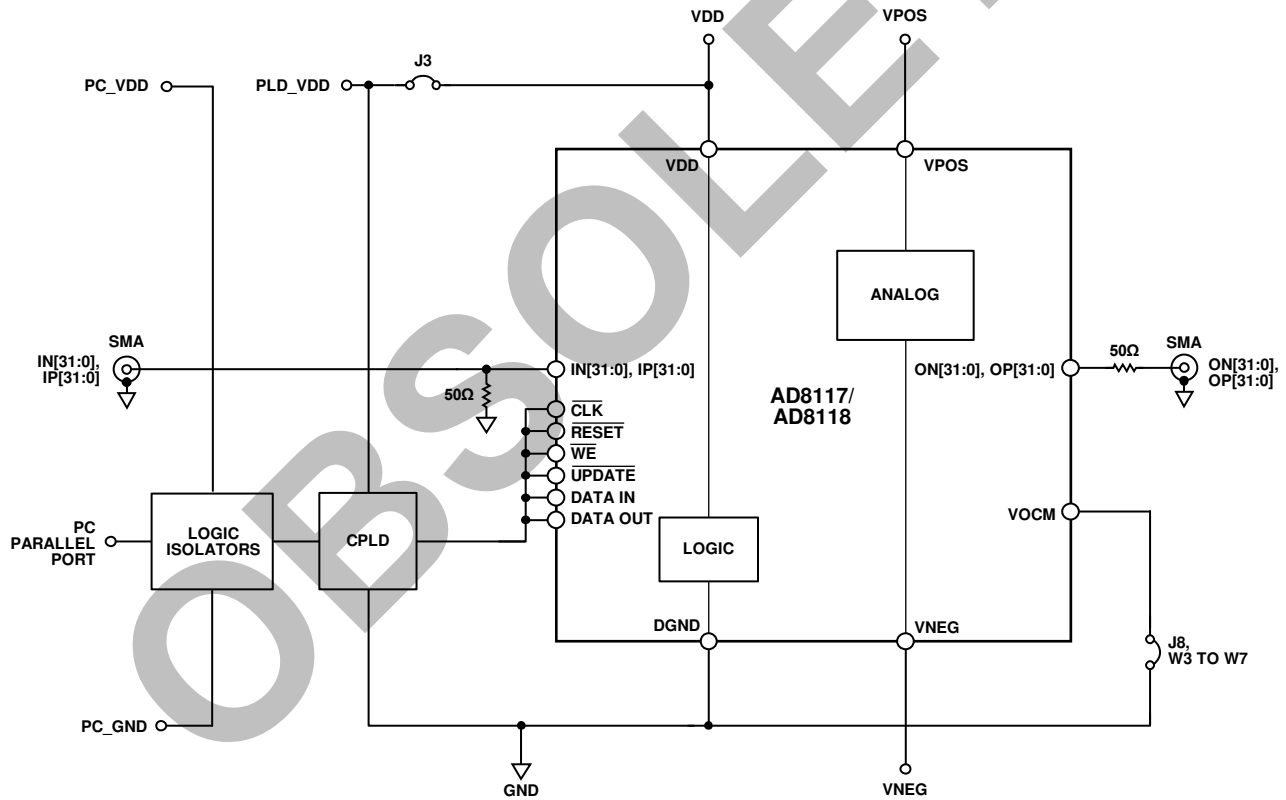 VDD
VPOS
J3
PC_VDD
PLD_VDD
VDD
VPOS
ANALOG
SMA
IN[31:0],
IP[31:0]
50Ω
IN[31:0], IP[31:0]
CLK
RESET
WE
UPDATE
DATA IN
DATA OUT
AD8117/
AD8118
ON[31:0], OP[31:0]
50Ω
SMA
ON[31:0],
OP[31:0]
VOCM
PC
PARALLEL
PORT
LOGIC
ISOLATORS
CPLD
LOGIC
DGND
VNEG
J8,
W3 TO W7
PC_GND
GND
VNEG
OBSOLE